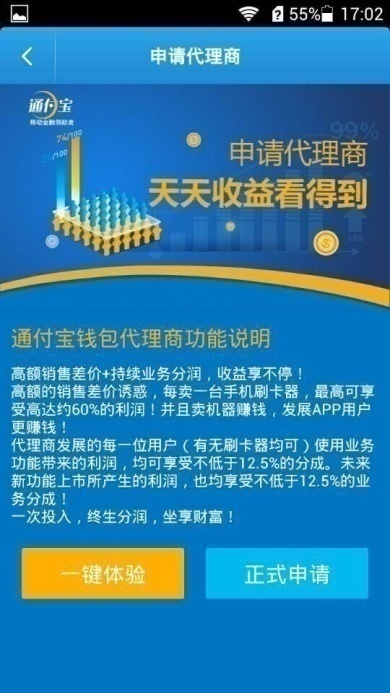 55% 17:02
申请代理商
通付宝
移动金融领航者
74/100
99%
申请代理商
天天收益看得到
通付宝钱包代理商功能说明
高额销售差价+持续业务分润，收益享不停！
高额的销售差价诱惑，每卖一台手机刷卡器，最高可享
受高达约60%的利润！并且卖机器赚钱，发展APP用户
更赚钱！
代理商发展的每一位用户（有无刷卡器均可）使用业务
功能带来的利润，均可享受不低于12.5%的分成。未来
新功能上市所产生的利润，也均享受不低于12.5%的业
务分成！
一次投入，终生分润，坐享财富！
一键体验 正式申请